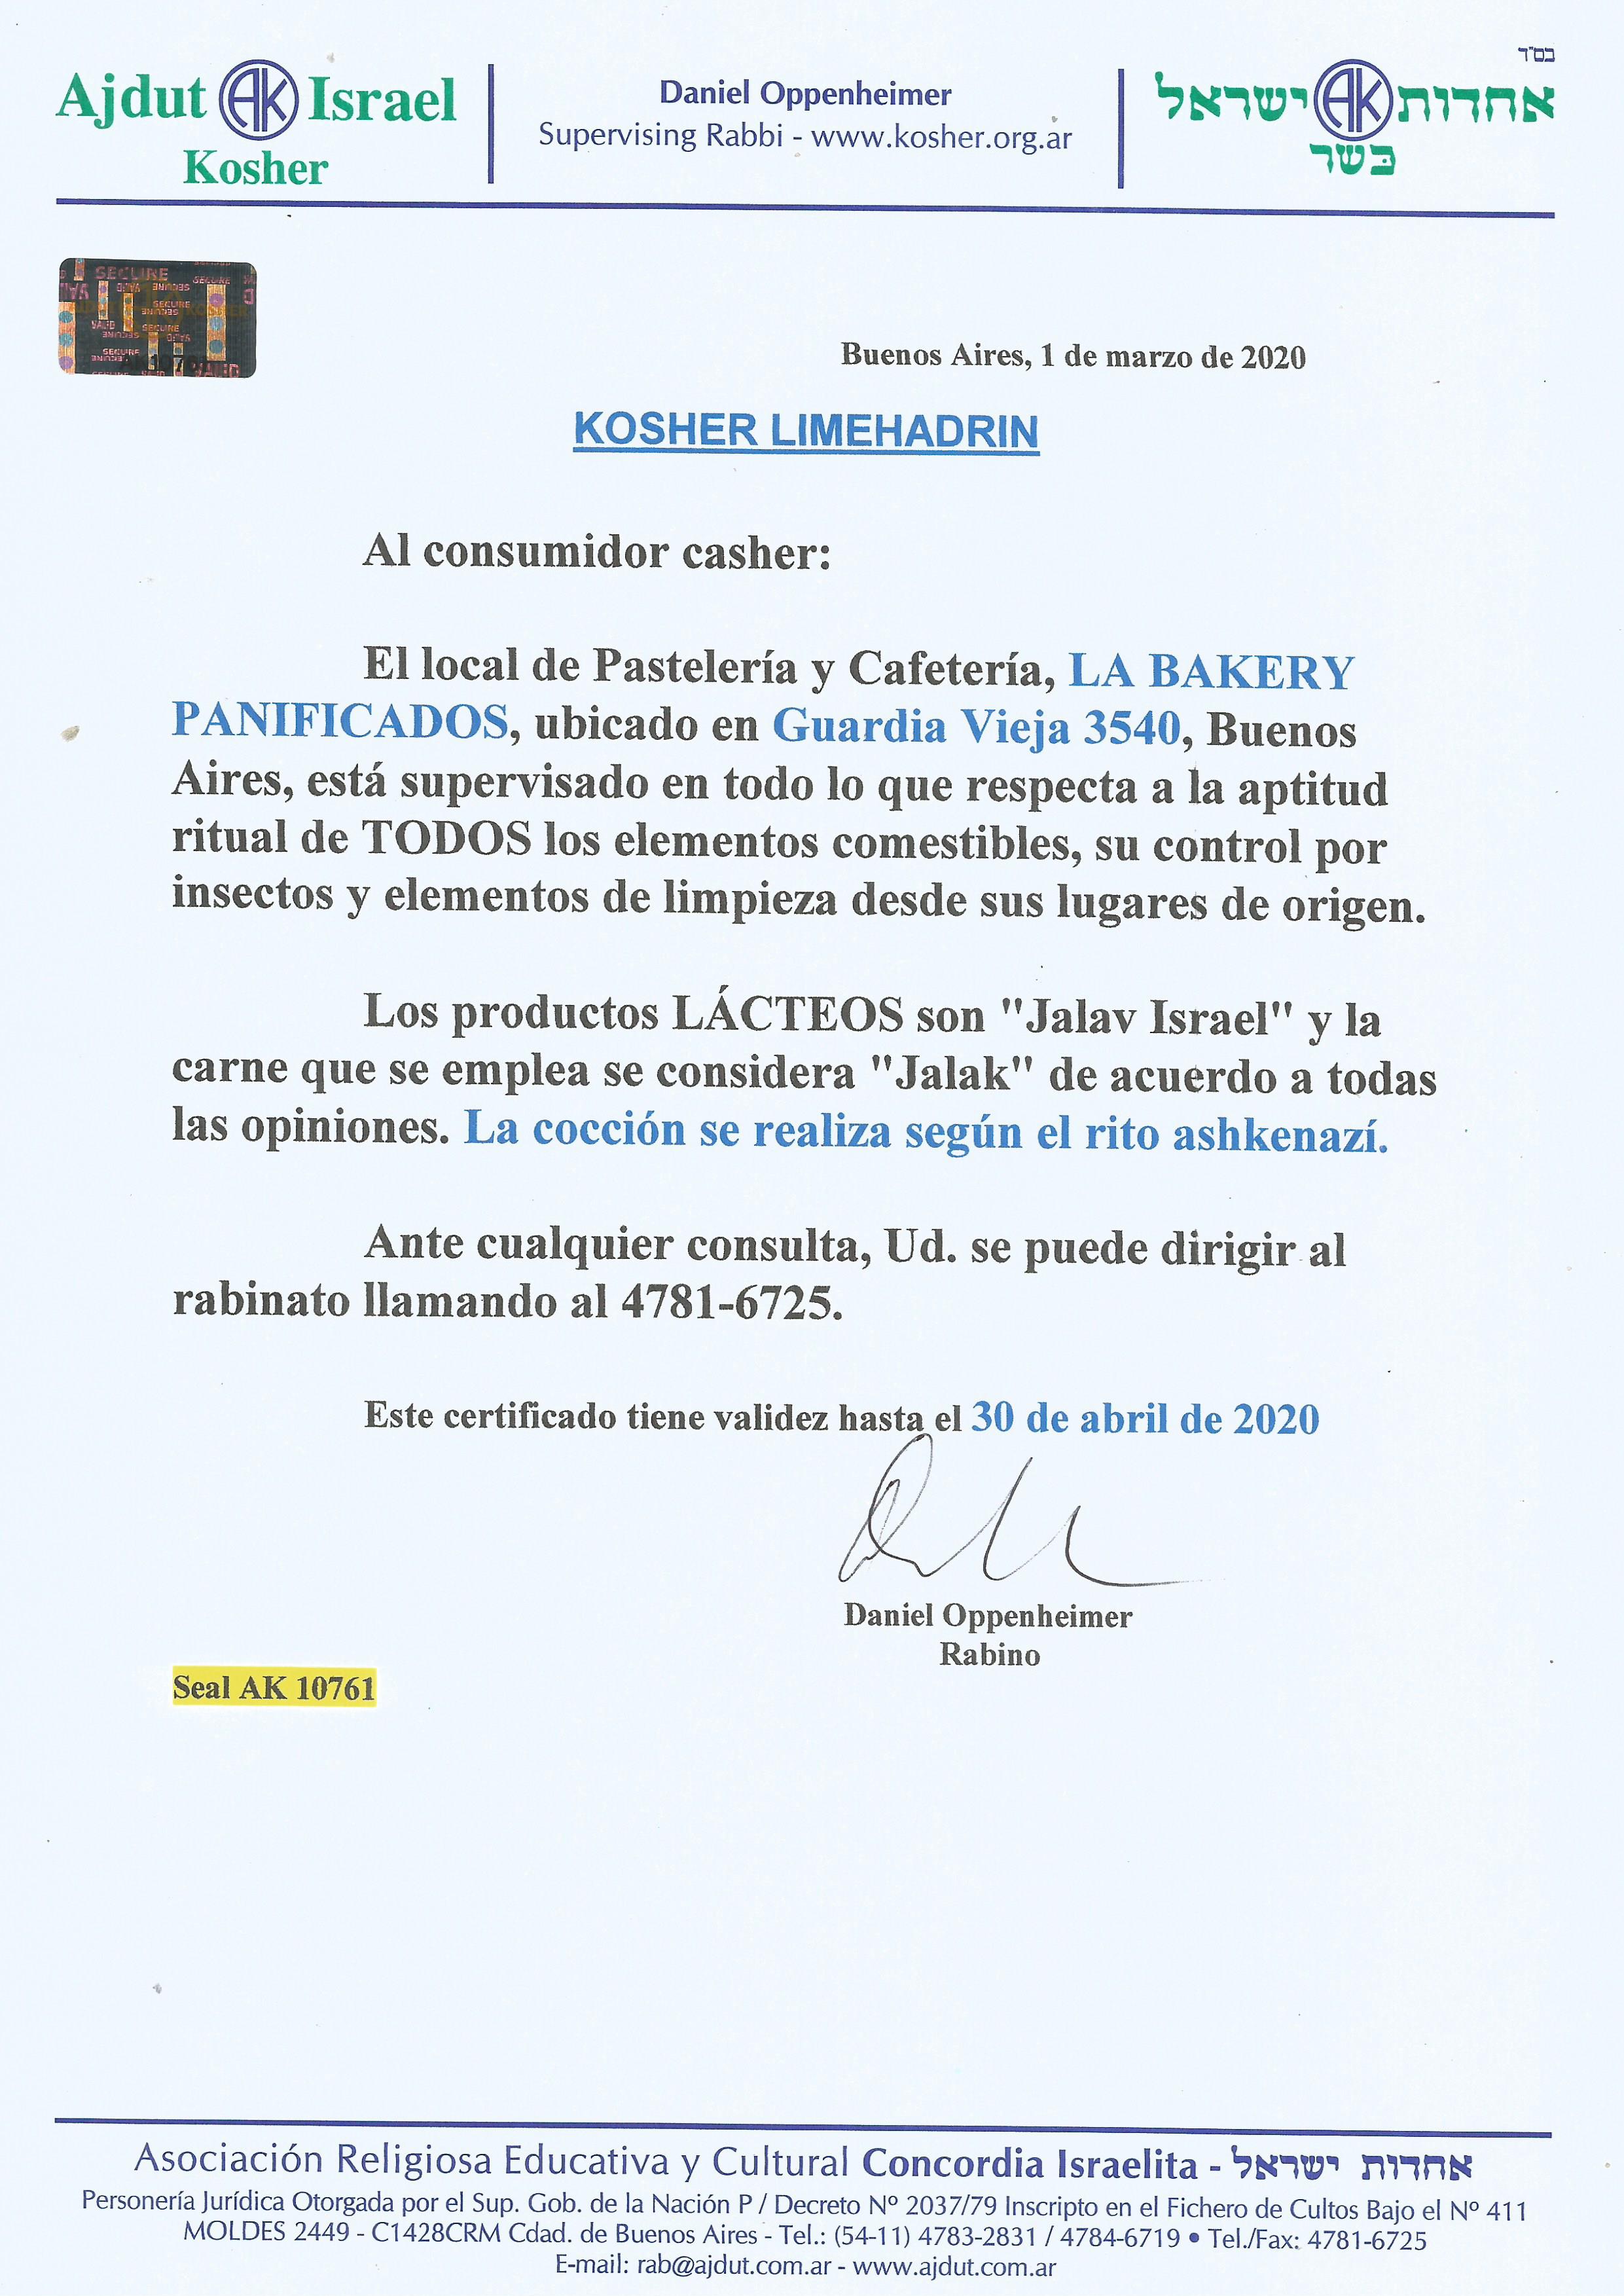 בס"ד
Ajdut AK Israel
Kosher
Daniel Oppenheimer
Supervising Rabbi - www.kosher.org.ar
אחדות AK ישראל
כשר
SECURE
Buenos Aires, 1 de marzo de 2020
KOSHER LIMEHADRIN
Al consumidor casher:
El local de Pastelería y Cafetería, LA BAKERY
PANIFICADOS, ubicado en Guardia Vieja 3540, Buenos
Aires, está supervisado en todo lo que respecta a la aptitud
ritual de TODOS los elementos comestibles, su control por
insectos y elementos de limpieza desde sus lugares de origen.
Los productos LÁCTEOS son "Jalav Israel" y la
carne que se emplea se considera "Jalak" de acuerdo a todas
las opiniones. La cocción se realiza según el rito ashkenazí.
Ante cualquier consulta, Ud. se puede dirigir al
rabinato llamando al 4781-6725.
Este certificado tiene validez hasta el 30 de abril de 2020
Daniel Oppenheimer
Rabino
Seal AK 10761
Asociación Religiosa Educativa y Cultural Concordia Israelita - אחדות ישראל
Personería Jurídica Otorgada por el Sup. Gob. de la Nación P / Decreto Nº 2037/79 Inscripto en el Fichero de Cultos Bajo el Nº 411
MOLDES 2449 - C1428CRM Cdad. de Buenos Aires - Tel.: (54-11) 4783-2831 / 4784-6719 • Tel./Fax: 4781-6725
E-mail: rab@ajdut.com.ar - www.ajdut.com.ar